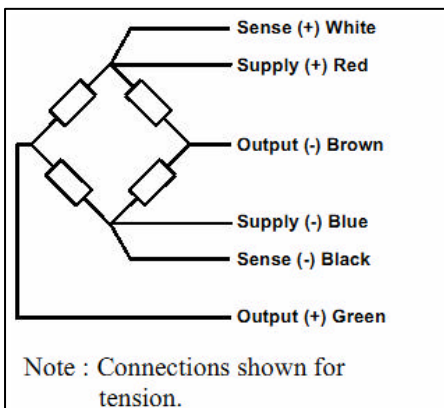 Sense (+) White
Supply (+) Red
Output (-) Brown
Supply (-) Blue
Sense (-) Black
Output (+) Green
Note : Connections shown for
tension.